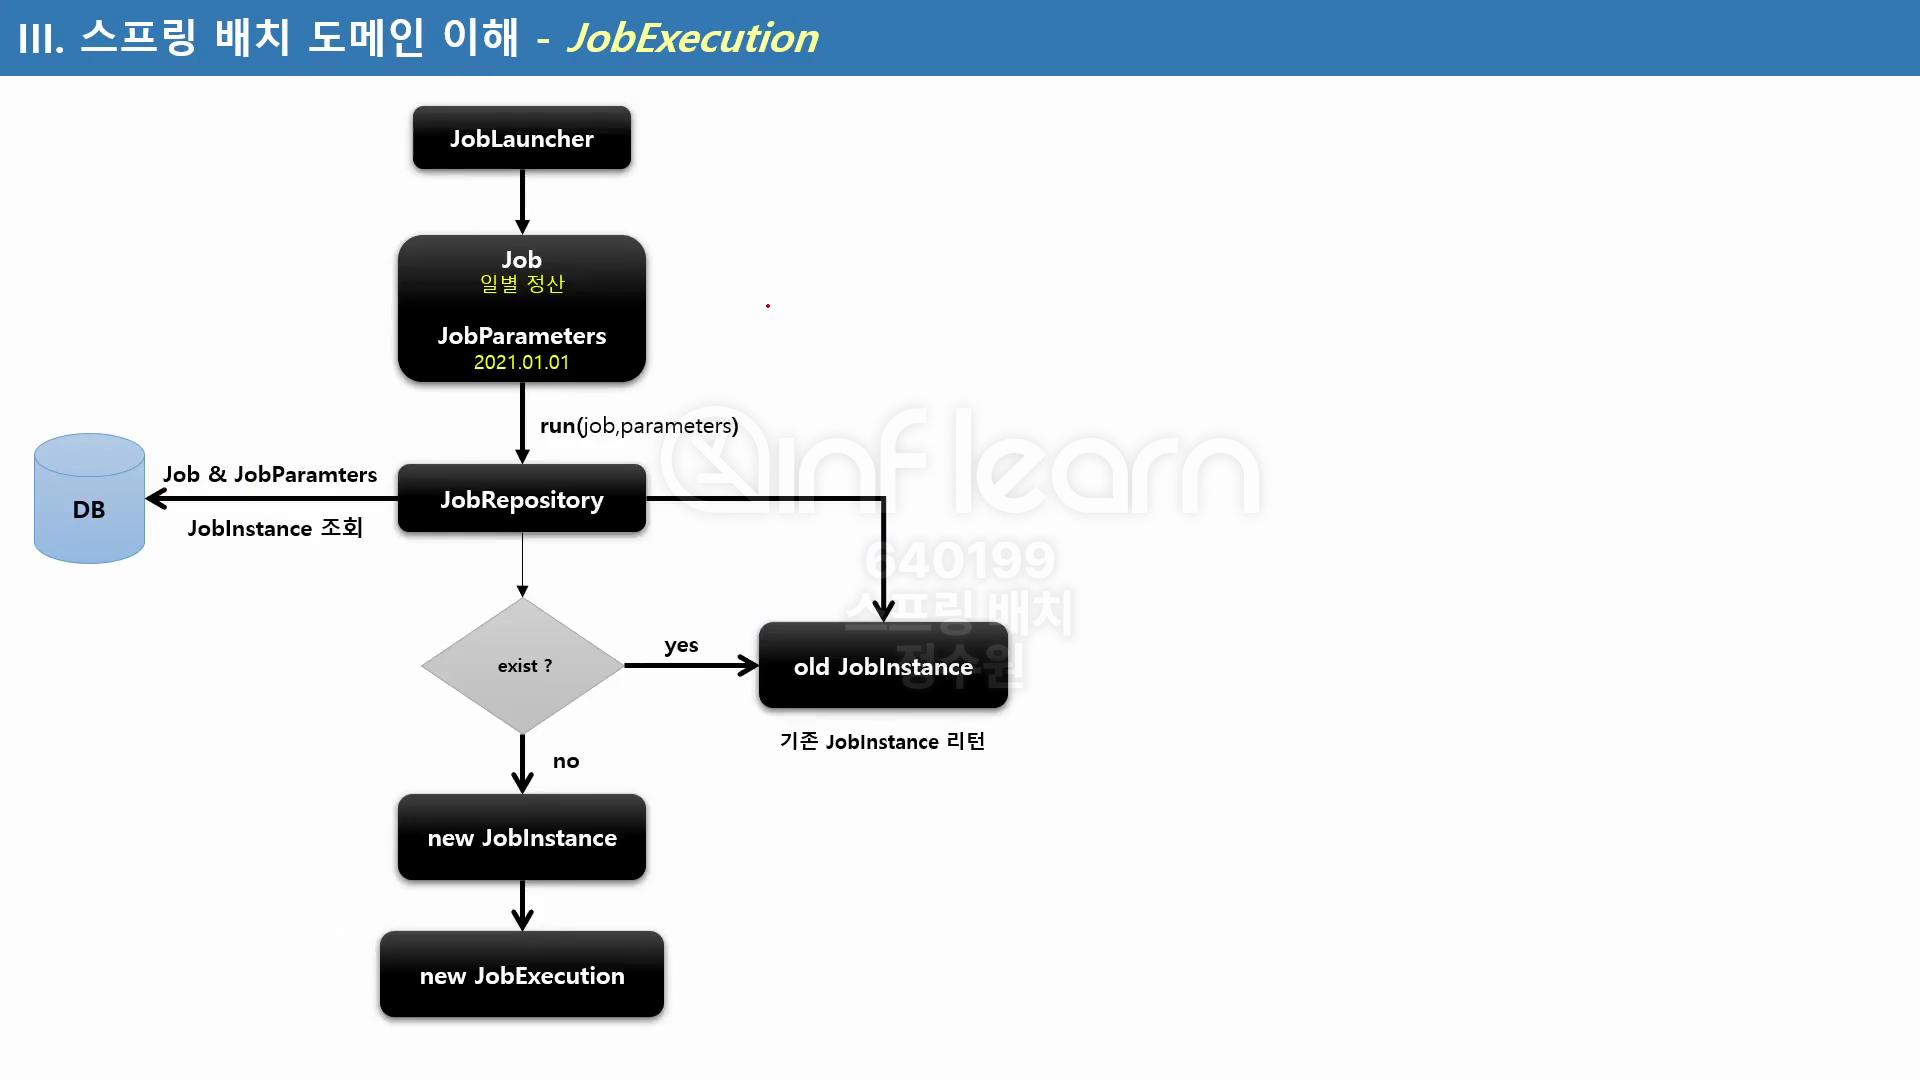 III. 스프링 배치 도메인 이해 - JobExecution
JobLauncher
Job
일별 정산
JobParameters
2021.01.01
run(job,parameters)
Job & JobParamters
DB
JobInstance 조회
JobRepository
inflearn
640199
스프링 배치
정수원
exist ?
yes
old JobInstance
기존 JobInstance 리턴
no
new JobInstance
new JobExecution